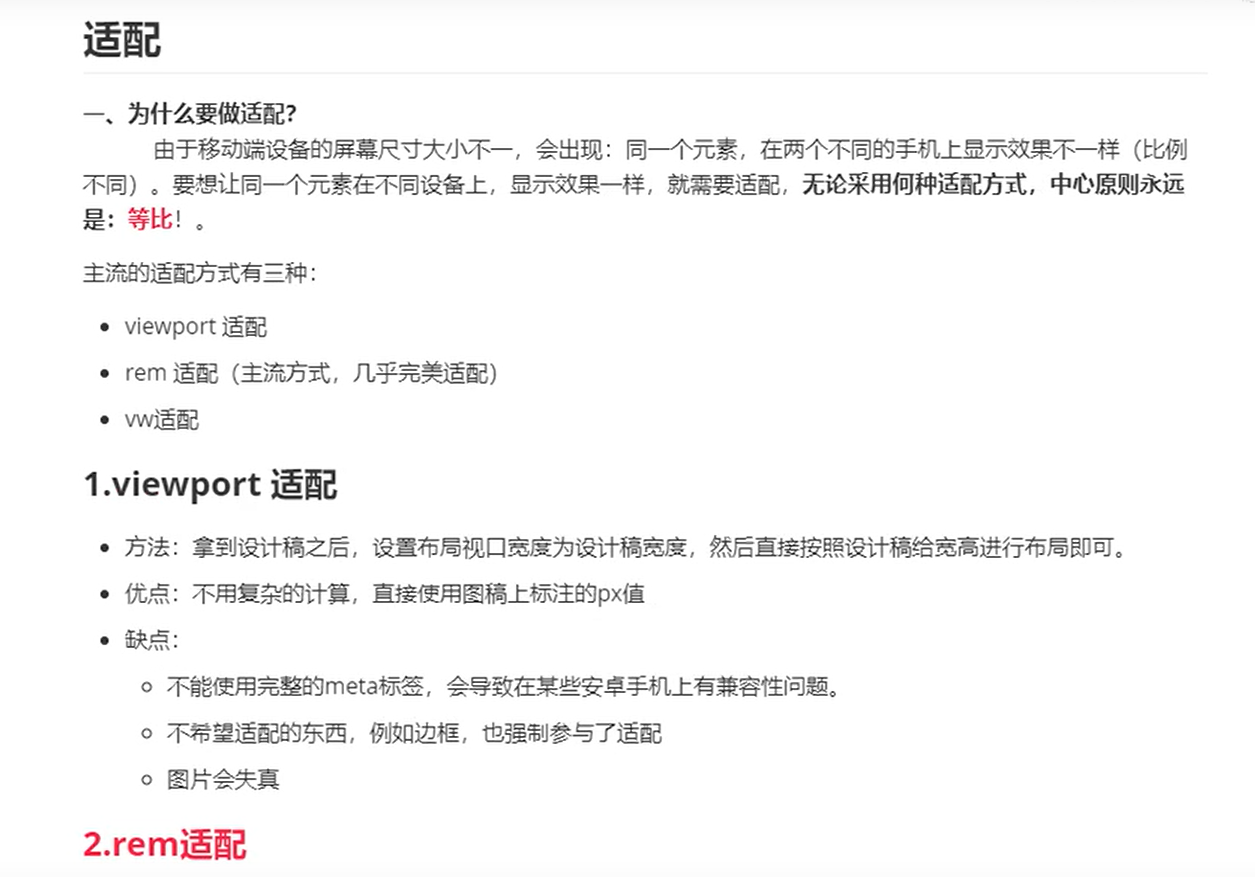 适配
一、为什么要做适配?
由于移动端设备的屏幕尺寸大小不一，会出现：同一个元素，在两个不同的手机上显示效果不一样（比例
不同）。要想让同一个元素在不同设备上，显示效果一样，就需要适配，无论采用何种适配方式，中心原则永远
是：等比！。
主流的适配方式有三种：
• viewport 适配
• rem 适配（主流方式，几乎完美适配）
• vw适配
1.viewport 适配
• 方法：拿到设计稿之后，设置布局视口宽度为设计稿宽度，然后直接按照设计稿给宽高进行布局即可。
• 优点：不用复杂的计算，直接使用图稿上标注的px值
• 缺点：
◦ 不能使用完整的meta标签，会导致在某些安卓手机上有兼容性问题。
◦ 不希望适配的东西，例如边框，也强制参与了适配
◦ 图片会失真
2.rem适配